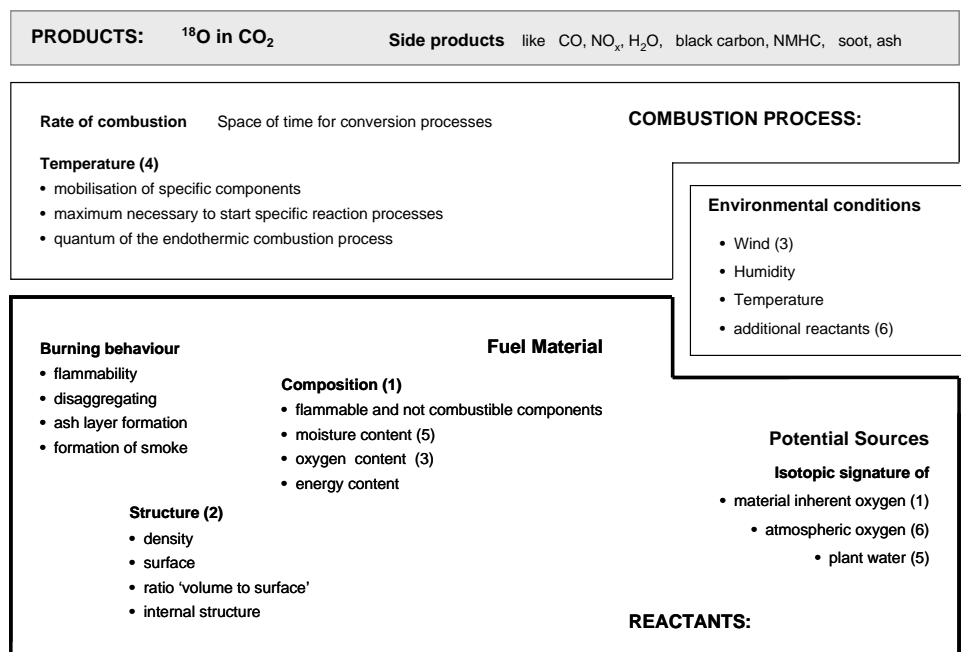 PRODUCTS: ¹⁸O in CO₂ Side products like CO, NOₓ, H₂O, black carbon, NMHC, soot, ash
COMBUSTION PROCESS:
Rate of combustion Space of time for conversion processes
Temperature (4)
• mobilisation of specific components
• maximum necessary to start specific reaction processes
• quantum of the endothermic combustion process
Environmental conditions
• Wind (3)
• Humidity
• Temperature
• additional reactants (6)
Fuel Material
Burning behaviour
• flammability
• disaggregating
• ash layer formation
• formation of smoke
Composition (1)
• flammable and not combustible components
• moisture content (5)
• oxygen content (3)
• energy content
Structure (2)
• density
• surface
• ratio ‘volume to surface’
• internal structure
Potential Sources
Isotopic signature of
• material inherent oxygen (1)
• atmospheric oxygen (6)
• plant water (5)
REACTANTS: